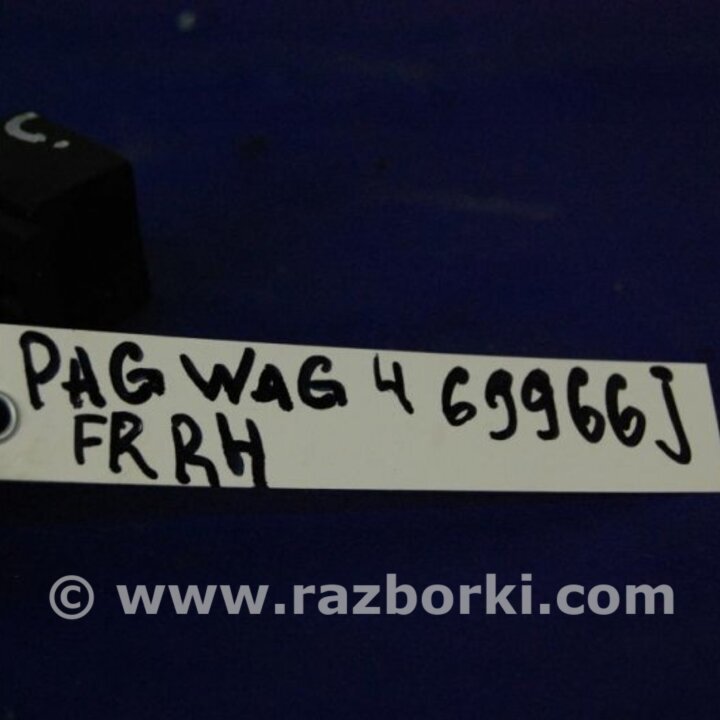 C.
PAG WAG 4 69966J
FR RH
© www.razborki.com